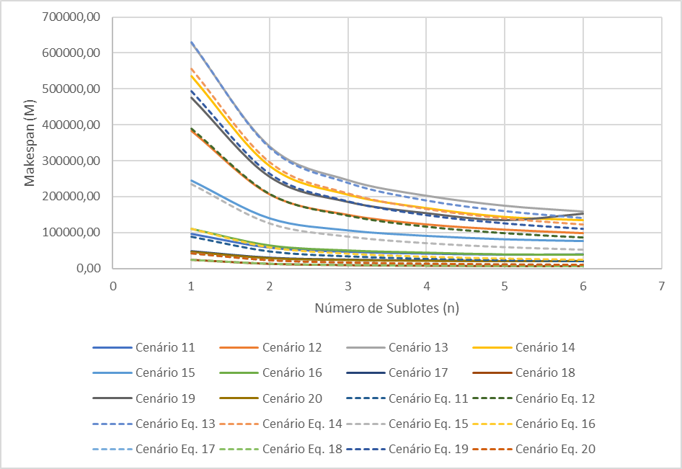 700000,00
600000,00
500000,00
400000,00
300000,00
200000,00
100000,00
0,00
Makespan (M)
0 1 2 3 4 5 6 7
Número de Sublotes (n)
Cenário 11 Cenário 12 Cenário 13 Cenário 14
Cenário 15 Cenário 16 Cenário 17 Cenário 18
Cenário 19 Cenário 20 Cenário Eq. 11 Cenário Eq. 12
Cenário Eq. 13 Cenário Eq. 14 Cenário Eq. 15 Cenário Eq. 16
Cenário Eq. 17 Cenário Eq. 18 Cenário Eq. 19 Cenário Eq. 20